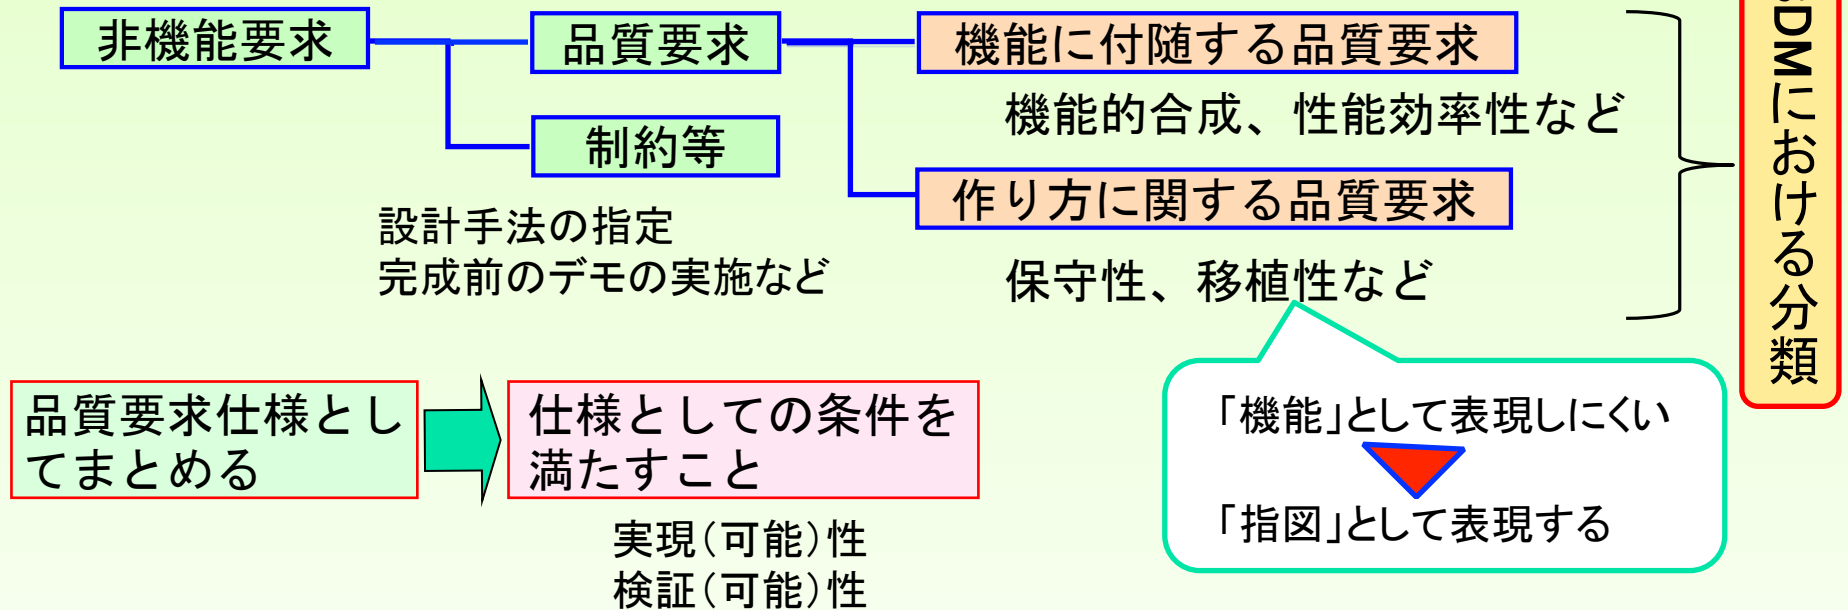 非機能要求
品質要求
機能に付随する品質要求
機能的合成、性能効率性など
制約等
作り方に関する品質要求
設計手法の指定
完成前のデモの実施など
保守性、移植性など
DMにおける分類
品質要求仕様とし
てまとめる
仕様としての条件を
満たすこと
実現(可能)性
検証(可能)性
「機能」として表現しにくい
「指図」として表現する